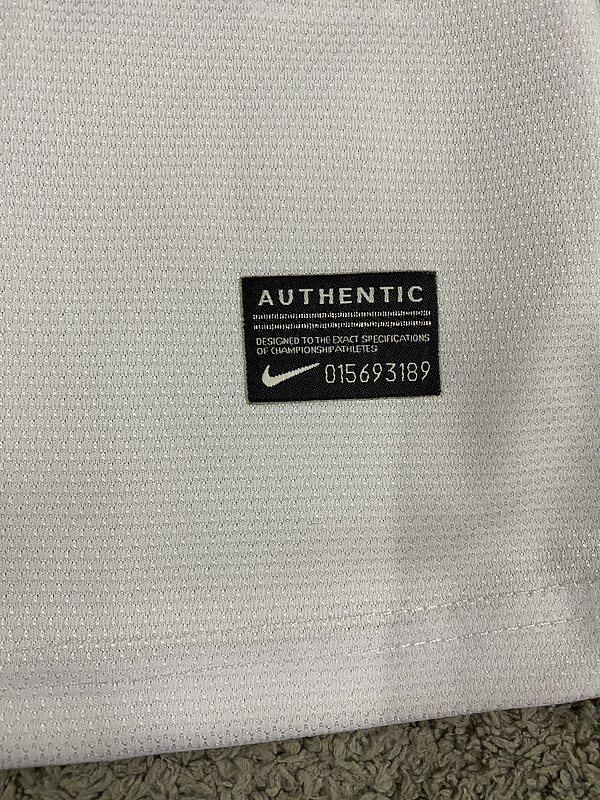 AUTHENTIC
DESIGNED TO THE EXACT SPECIFICATIONS
OF CHAMPIONSHIP ATHLETES
015693189